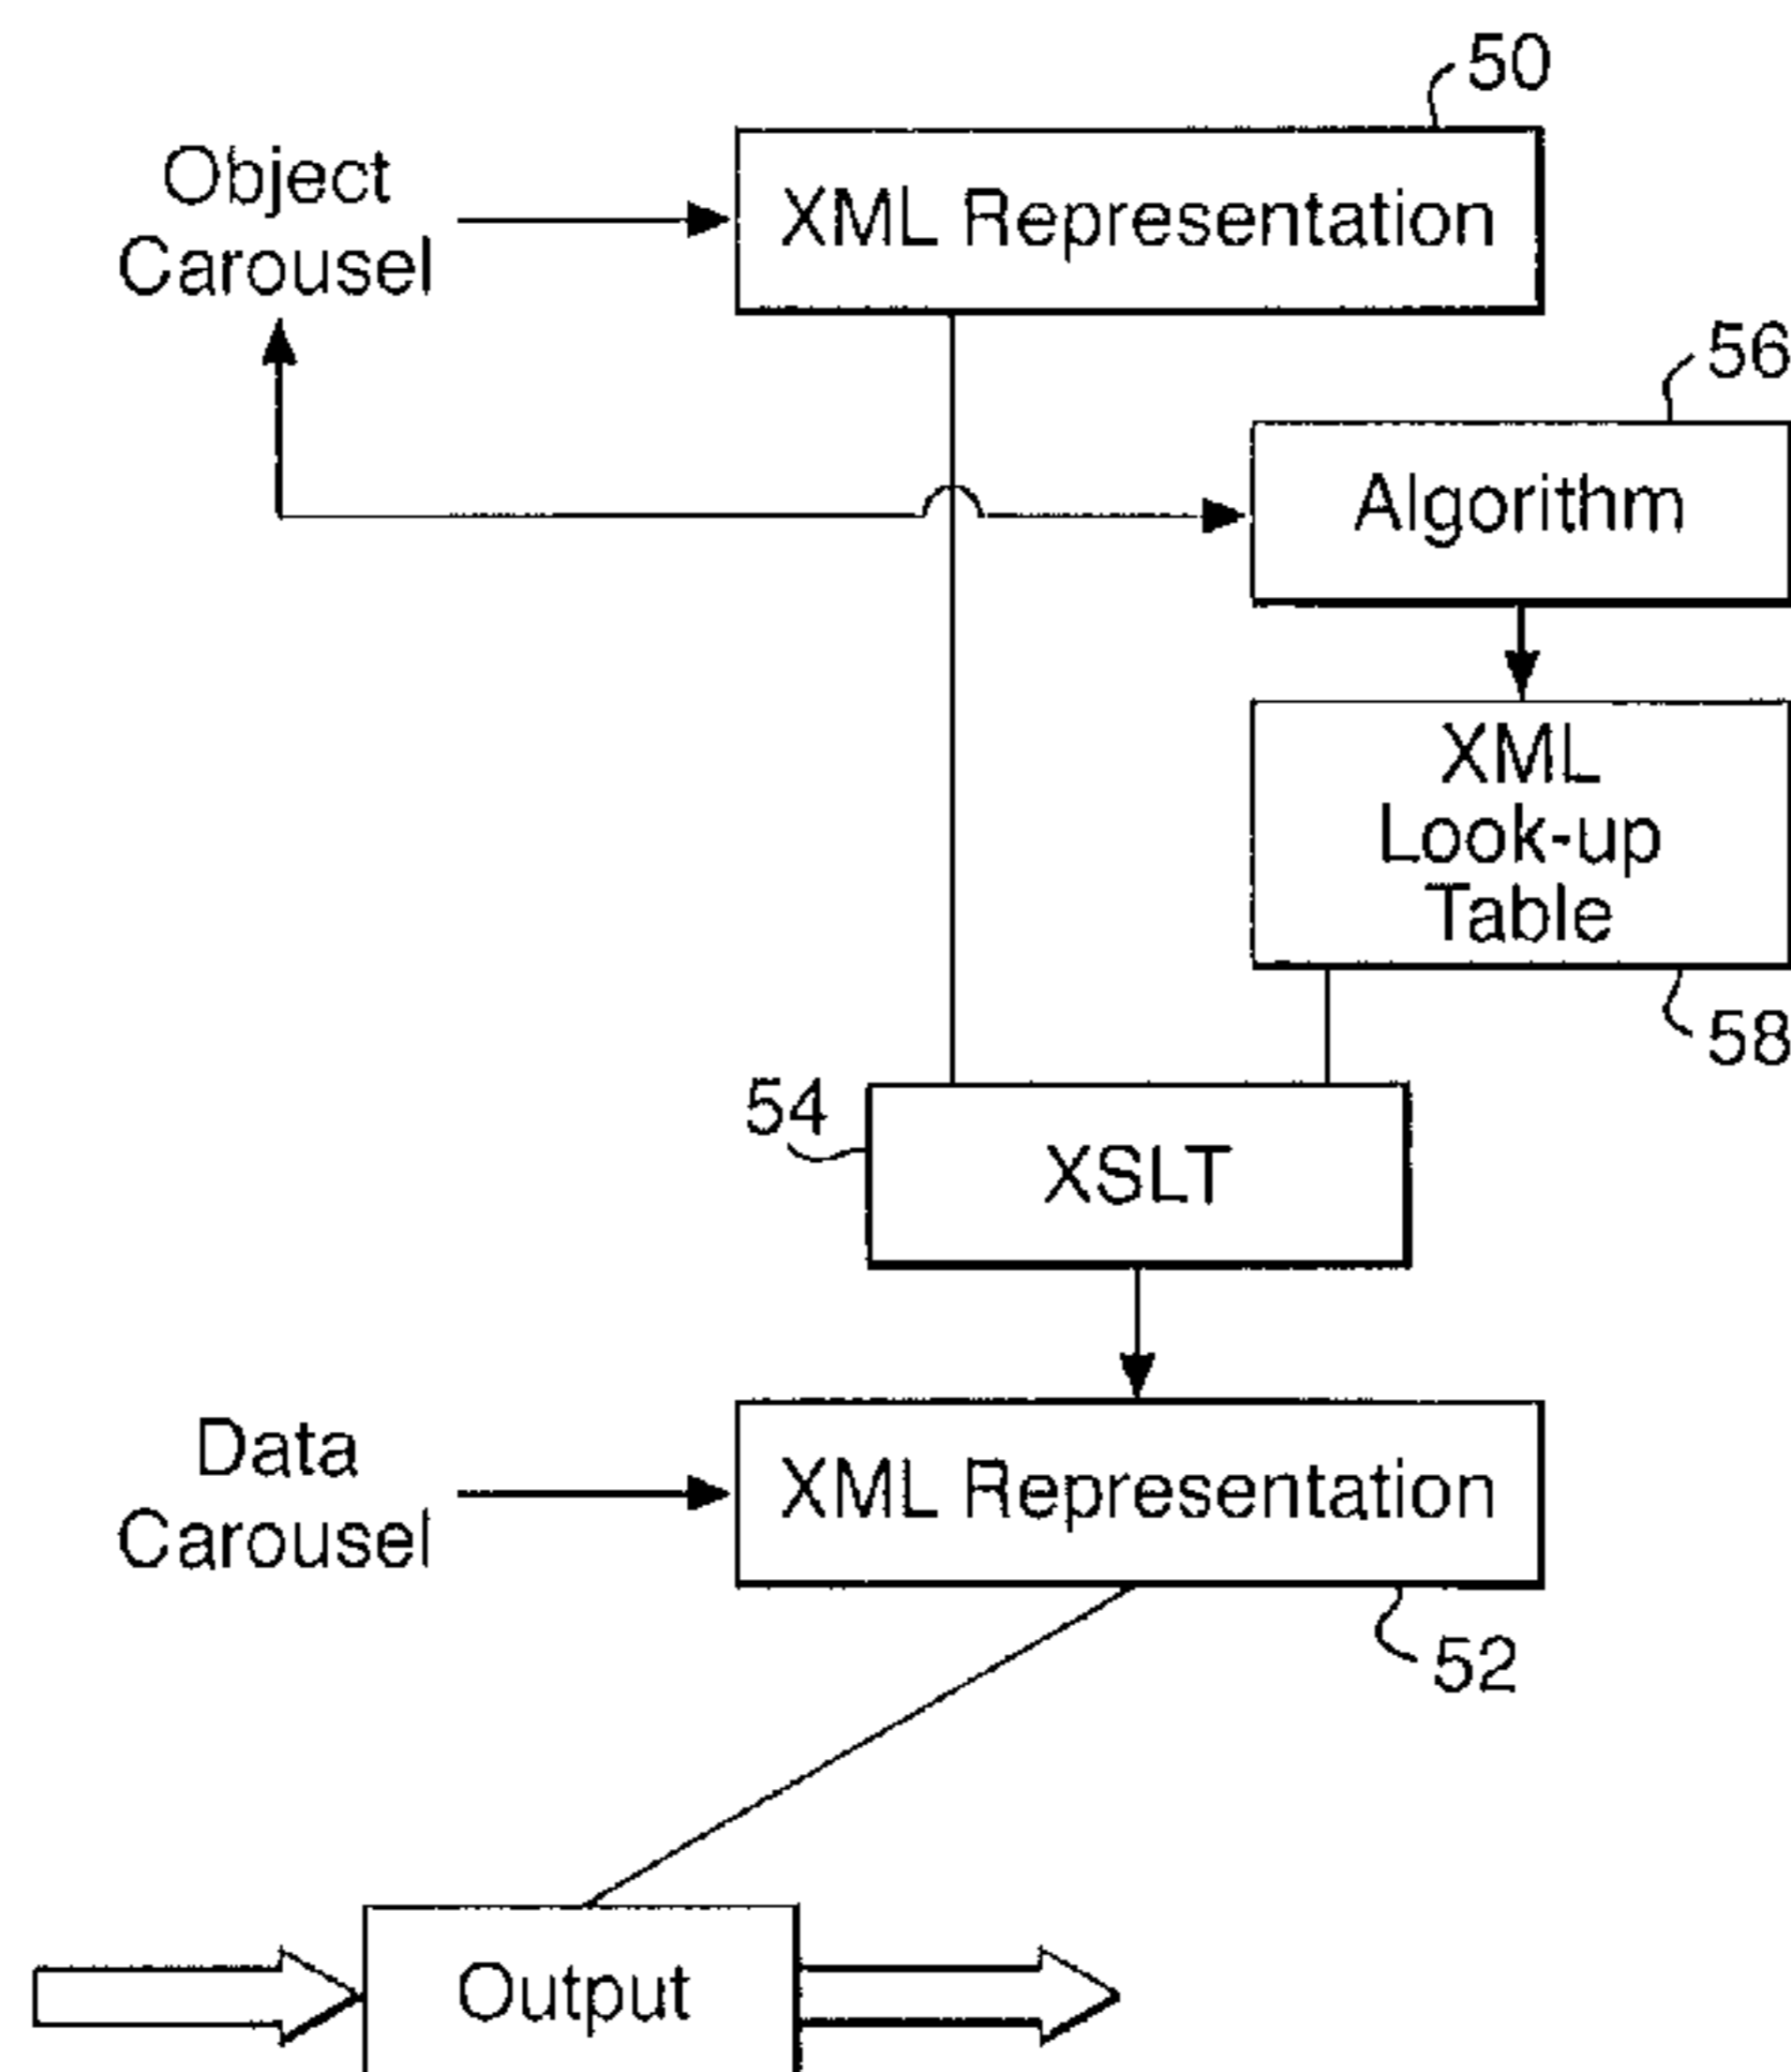 50
Object
Carousel
XML Representation
56
Algorithm
XML
Look-up
Table
58
54
XSLT
Data
Carousel
XML Representation
52
Output